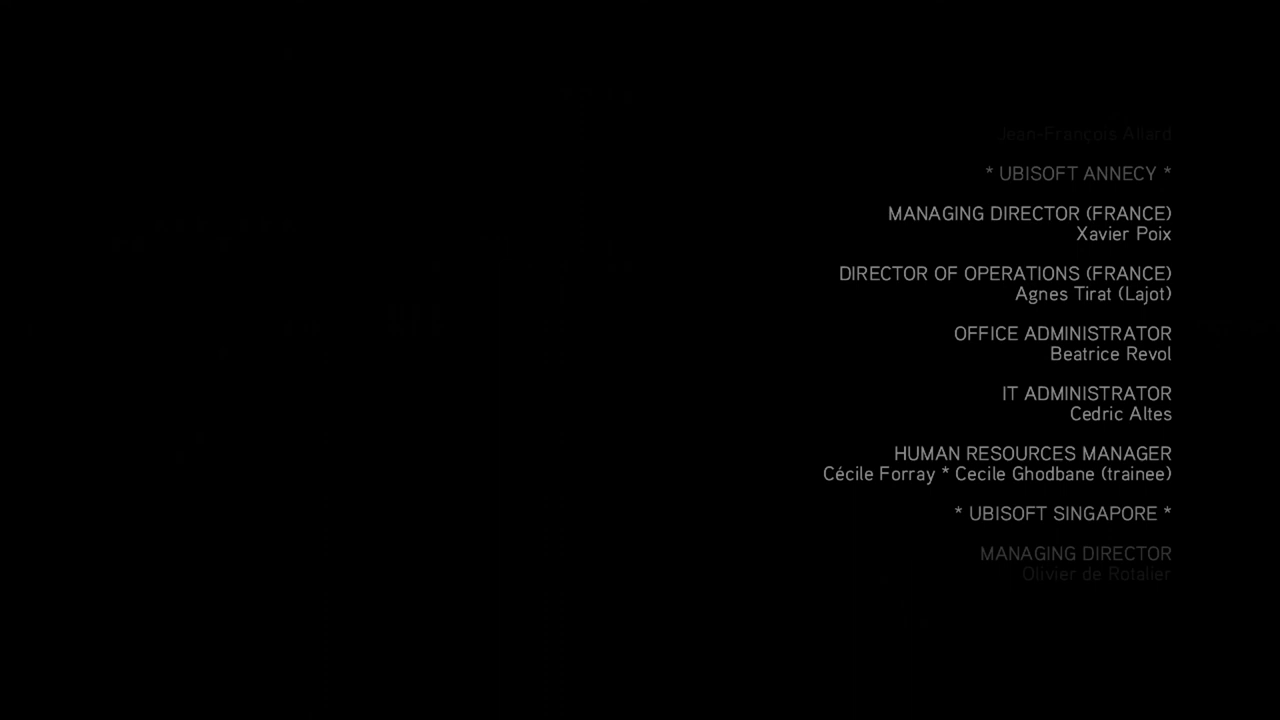 Jean-François Allard
* UBISOFT ANNECY *
MANAGING DIRECTOR (FRANCE)
Xavier Poix
DIRECTOR OF OPERATIONS (FRANCE)
Agnes Tirat (Lajot)
OFFICE ADMINISTRATOR
Beatrice Revol
IT ADMINISTRATOR
Cedric Altes
HUMAN RESOURCES MANAGER
Cécile Forray * Cecile Ghodbane (trainee)
* UBISOFT SINGAPORE *
MANAGING DIRECTOR
Olivier de Rotalier